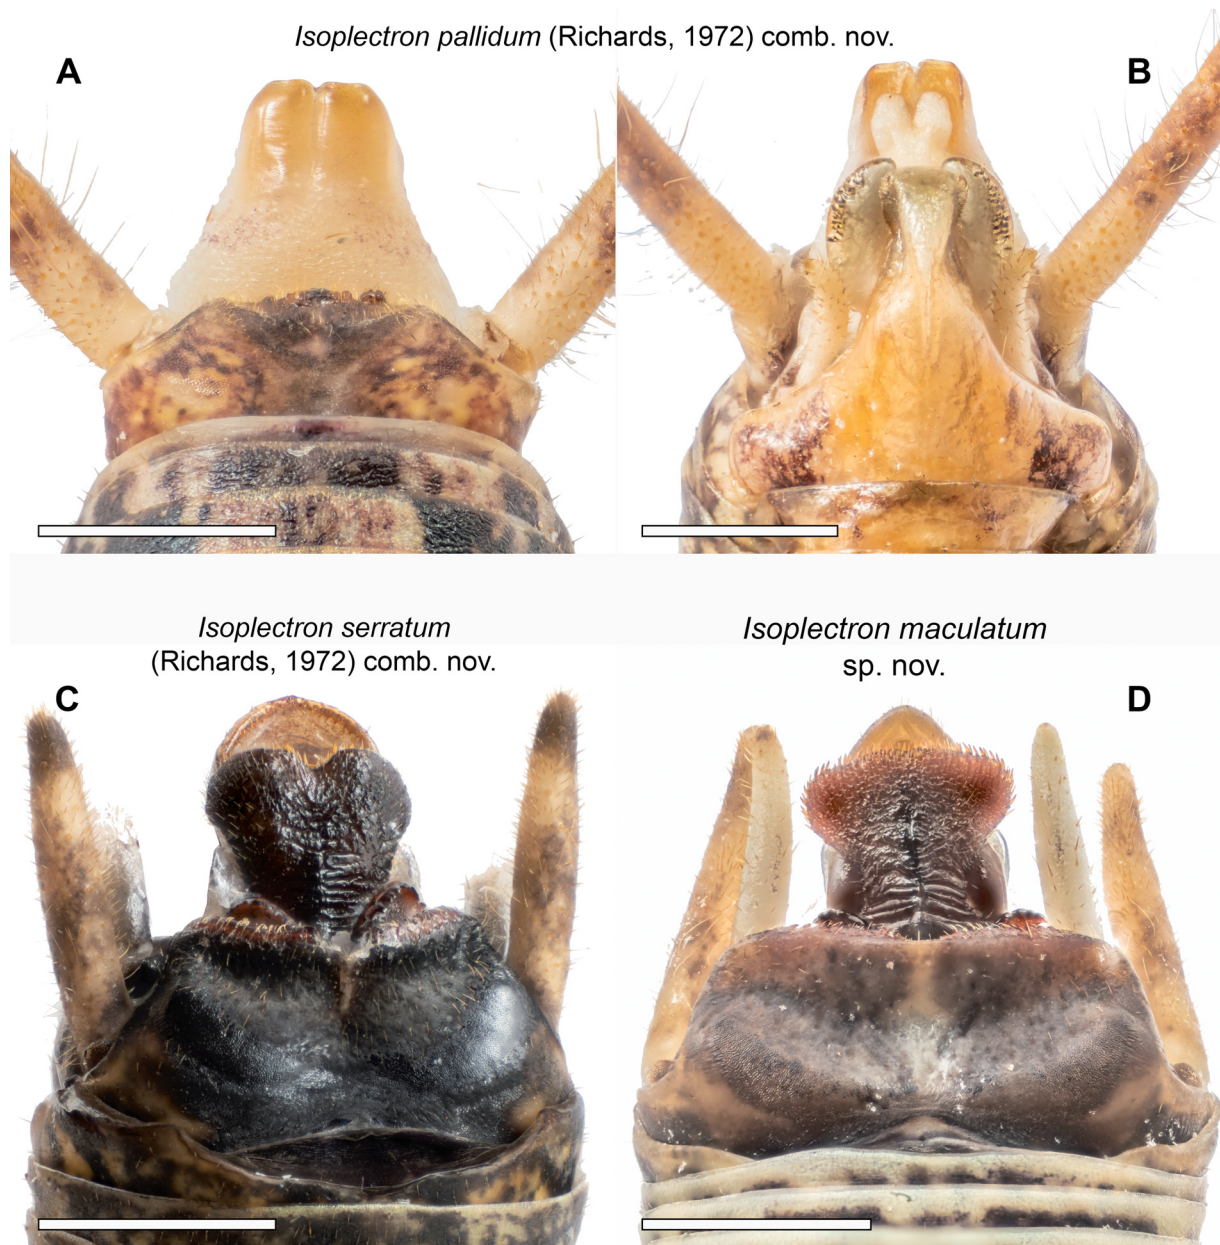 Isoplectron pallidum (Richards, 1972) comb. nov.
A
B
Isoplectron serratum
(Richards, 1972) comb. nov.
C
Isoplectron maculatum
sp. nov.
D